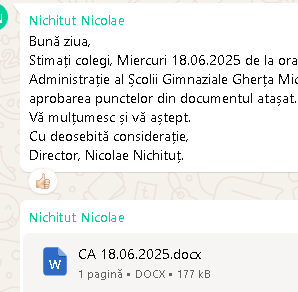 Nichitut Nicolae
Bună ziua,
Stimați colegi, Miercuri 18.06.2025 de la ora
Administrație al Școlii Gimnaziale Gherța Mic
aprobarea punctelor din documentul atașat.
Vă mulțumesc și vă aștept.
Cu deosebită considerație,
Director, Nicolae Nichituț.
Nichitut Nicolae
W
CA 18.06.2025.docx
1 pagină • DOCX • 177 kB